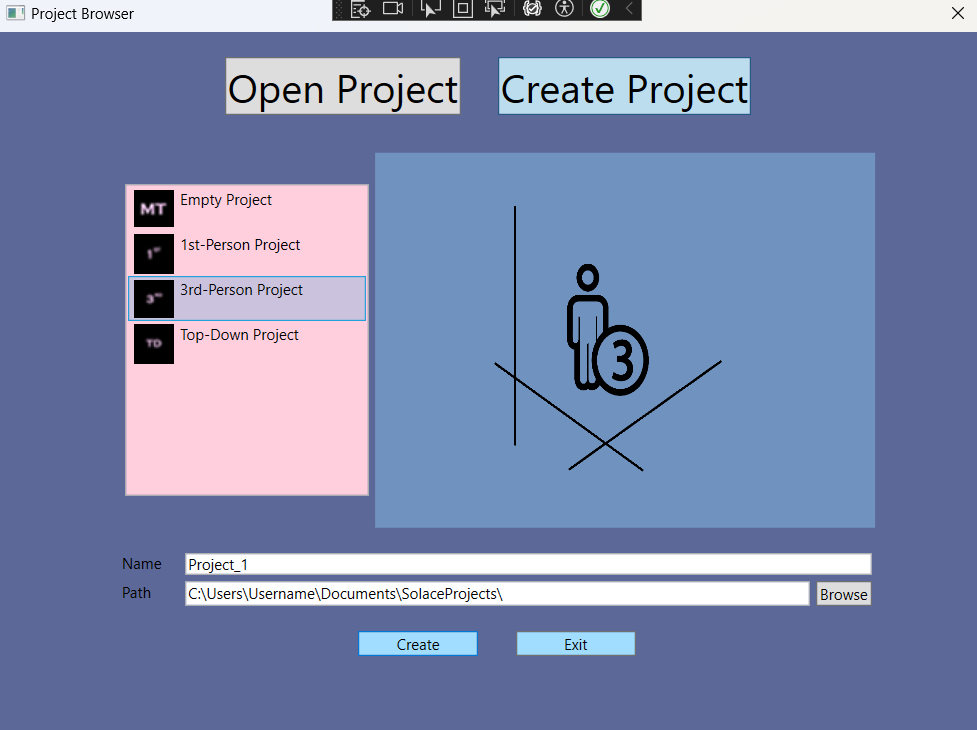 Project Browser
Open Project
Create Project
MT
Empty Project
1ST
1st-Person Project
3RD
3rd-Person Project
TD
Top-Down Project
3
Name
Project_1
Path
C:\Users\Username\Documents\SolaceProjects\
Browse
Create
Exit